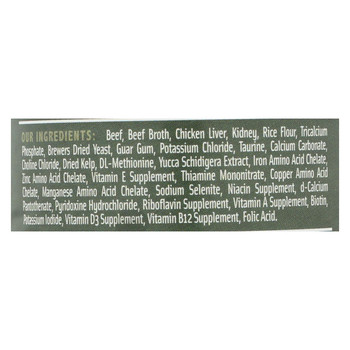 OUR INGREDIENTS: Beef, Beef Broth, Chicken Liver, Kidney, Rice Flour, Tricalcium
Phosphate, Brewers Dried Yeast, Guar Gum, Potassium Chloride, Taurine, Calcium Carbonate,
Choline Chloride, Dried Kelp, DL-Methionine, Yucca Schidigera Extract, Iron Amino Acid Chelate,
Zinc Amino Acid Chelate, Vitamin E Supplement, Thiamine Mononitrate, Copper Amino Acid
Chelate, Manganese Amino Acid Chelate, Sodium Selenite, Niacin Supplement, d-Calcium
Pantothenate, Pyridoxine Hydrochloride, Riboflavin Supplement, Vitamin A Supplement, Biotin,
Potassium Iodide, Vitamin D3 Supplement, Vitamin B12 Supplement, Folic Acid.